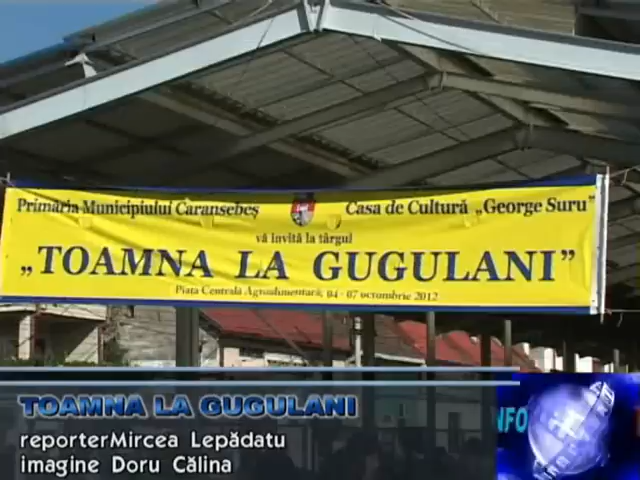 Primăria Municipiului Caransebeș Casa de Cultură „George Suru”
vă invită la târgul
„TOAMNA LA GUGULANI”
Piața Centrală Agroalimentară, 04 - 07 octombrie 2012
TOAMNA LA GUGULANI
reporterMircea Lepădatu
imagine Doru Călina
INFO